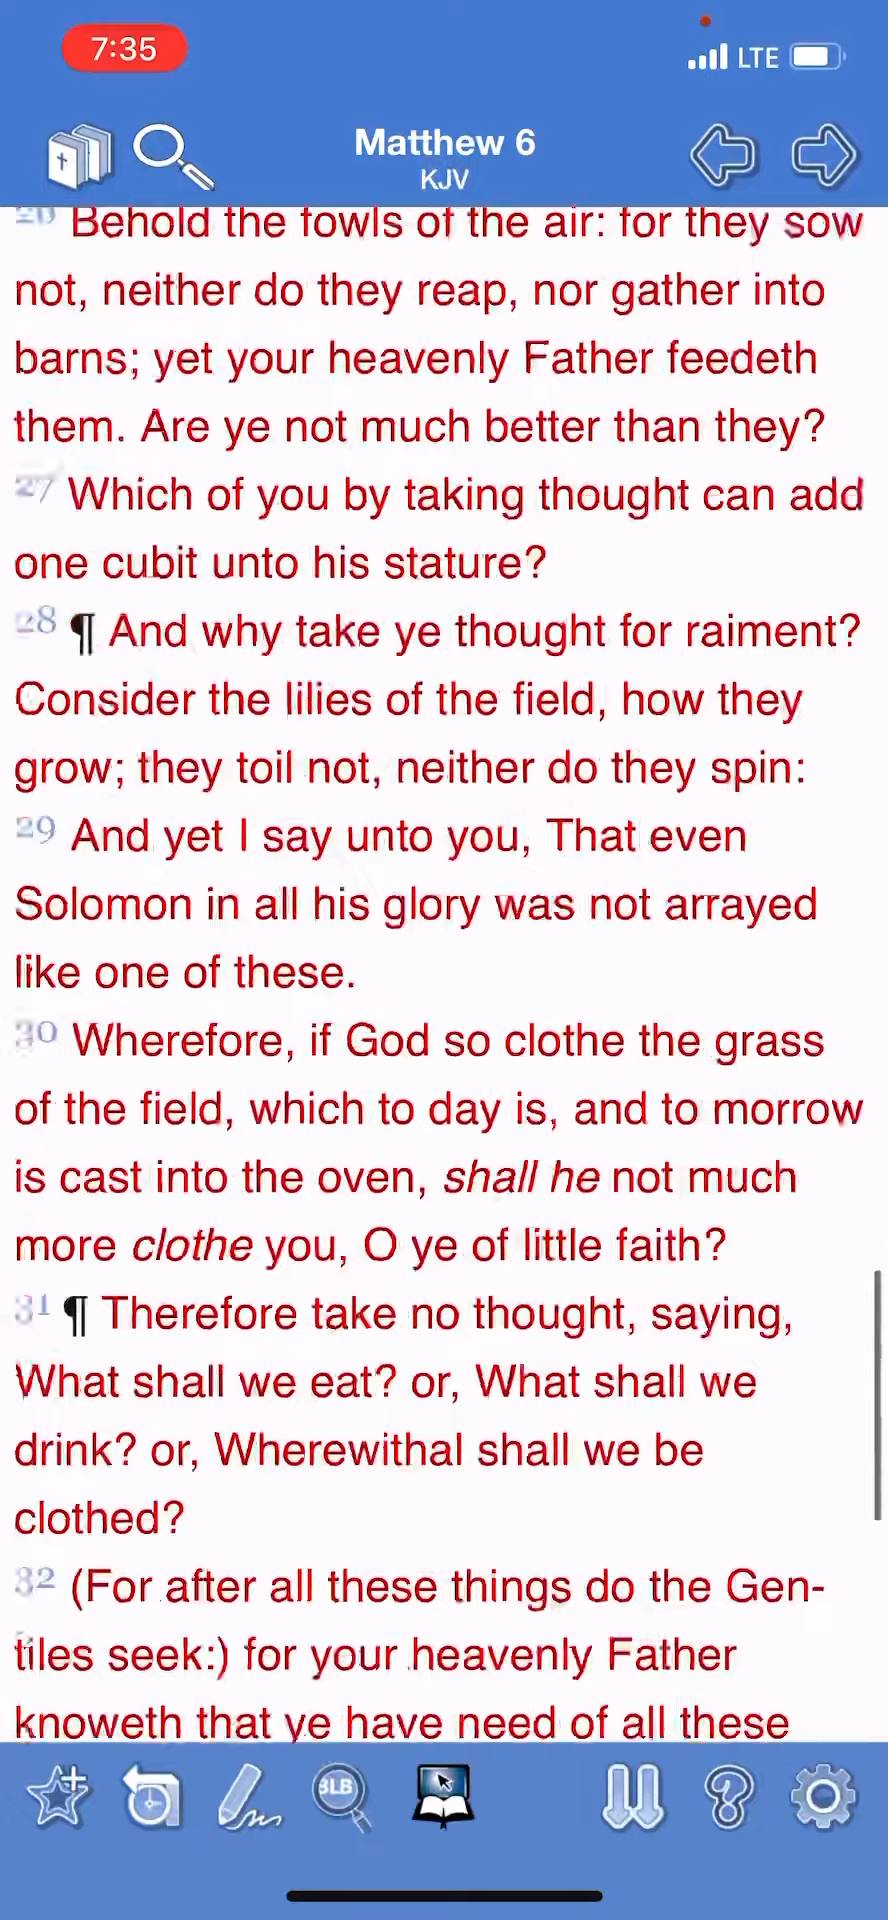 7:35
LTE
Matthew 6
KJV
26 Behold the fowls of the air: for they sow
not, neither do they reap, nor gather into
barns; yet your heavenly Father feedeth
them. Are ye not much better than they?
27 Which of you by taking thought can add
one cubit unto his stature?
28 ¶ And why take ye thought for raiment?
Consider the lilies of the field, how they
grow; they toil not, neither do they spin:
29 And yet I say unto you, That even
Solomon in all his glory was not arrayed
like one of these.
30 Wherefore, if God so clothe the grass
of the field, which to day is, and to morrow
is cast into the oven, shall he not much
more clothe you, O ye of little faith?
31 ¶ Therefore take no thought, saying,
What shall we eat? or, What shall we
drink? or, Wherewithal shall we be
clothed?
32 (For after all these things do the Gen-
tiles seek:) for your heavenly Father
knoweth that ye have need of all these
BLB